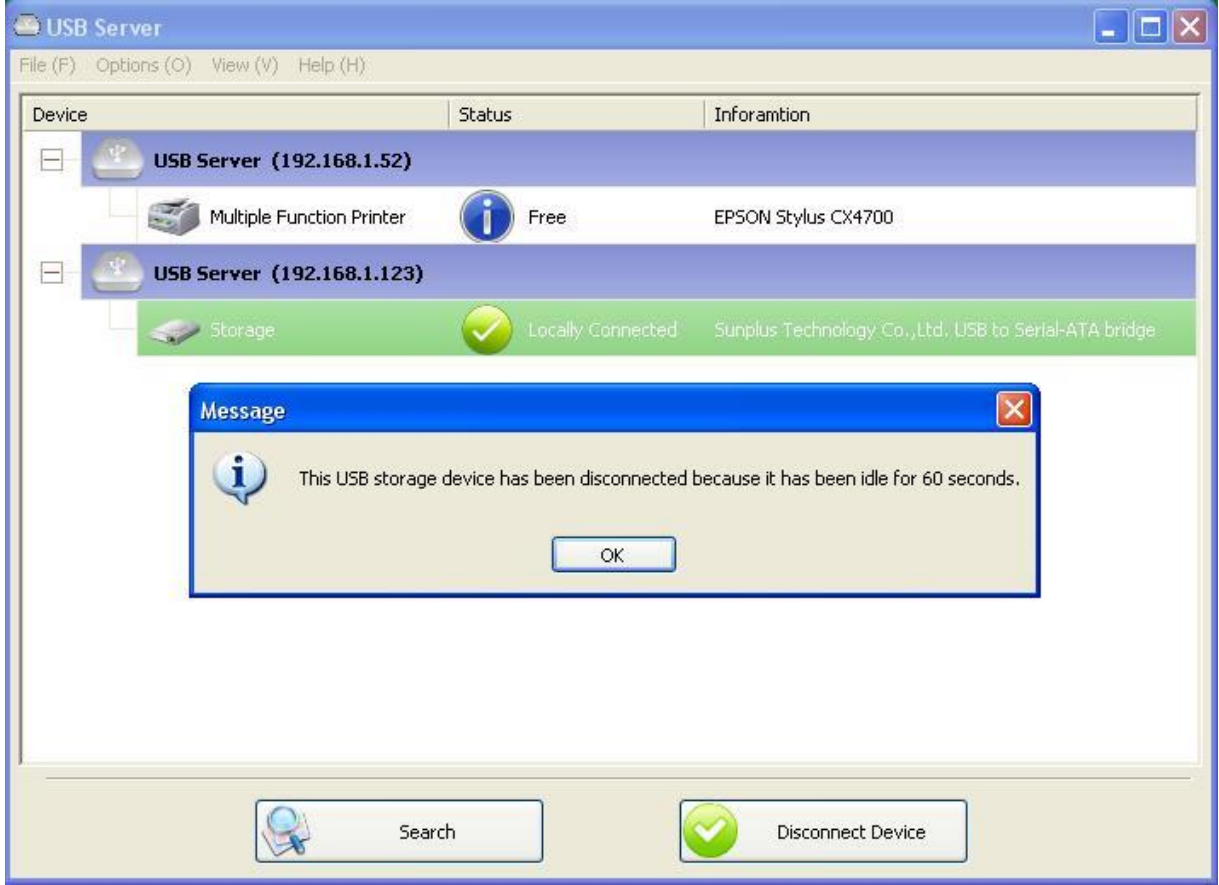 USB Server
File (F) Options (O) View (V) Help (H)
Device Status Inforamtion
USB Server (192.168.1.52)
Multiple Function Printer Free EPSON Stylus CX4700
USB Server (192.168.1.123)
Storage Locally Connected Sunplus Technology Co.,Ltd. USB to Serial-ATA bridge
Message
This USB storage device has been disconnected because it has been idle for 60 seconds.
OK
Search Disconnect Device